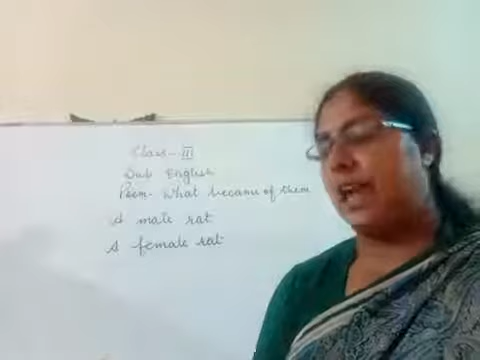 Class - III
Sub English
Poem - What became of them
A male rat
A female rat